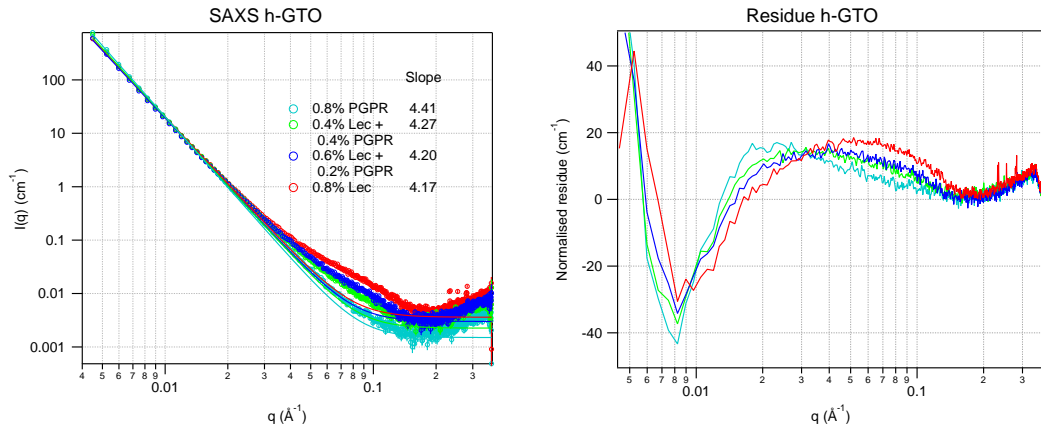 SAXS h-GTO
I(q) (cm⁻¹)
100
10
1
0.1
0.01
0.001
Slope
0.8% PGPR 4.41
0.4% Lec + 4.27
0.4% PGPR
0.6% Lec + 4.20
0.2% PGPR
0.8% Lec 4.17
4 5 6 7 8 9 0.01 2 3 4 5 6 7 8 9 0.1 2 3
q (Å⁻¹)
Residue h-GTO
Normalised residue (cm⁻¹)
40
20
0
-20
-40
5 6 7 8 9 0.01 2 3 4 5 6 7 8 9 0.1 2 3
q (Å⁻¹)